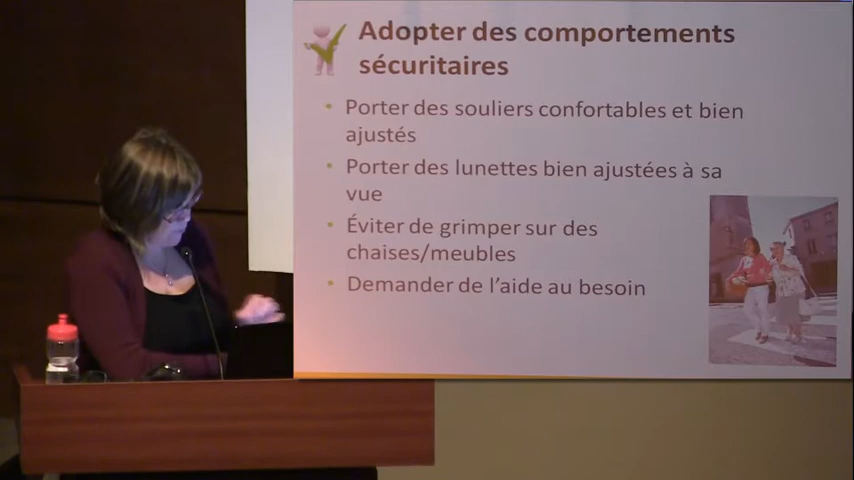 Adopter des comportements
sécuritaires
• Porter des souliers confortables et bien
ajustés
• Porter des lunettes bien ajustées à sa
vue
• Éviter de grimper sur des
chaises/meubles
• Demander de l'aide au besoin